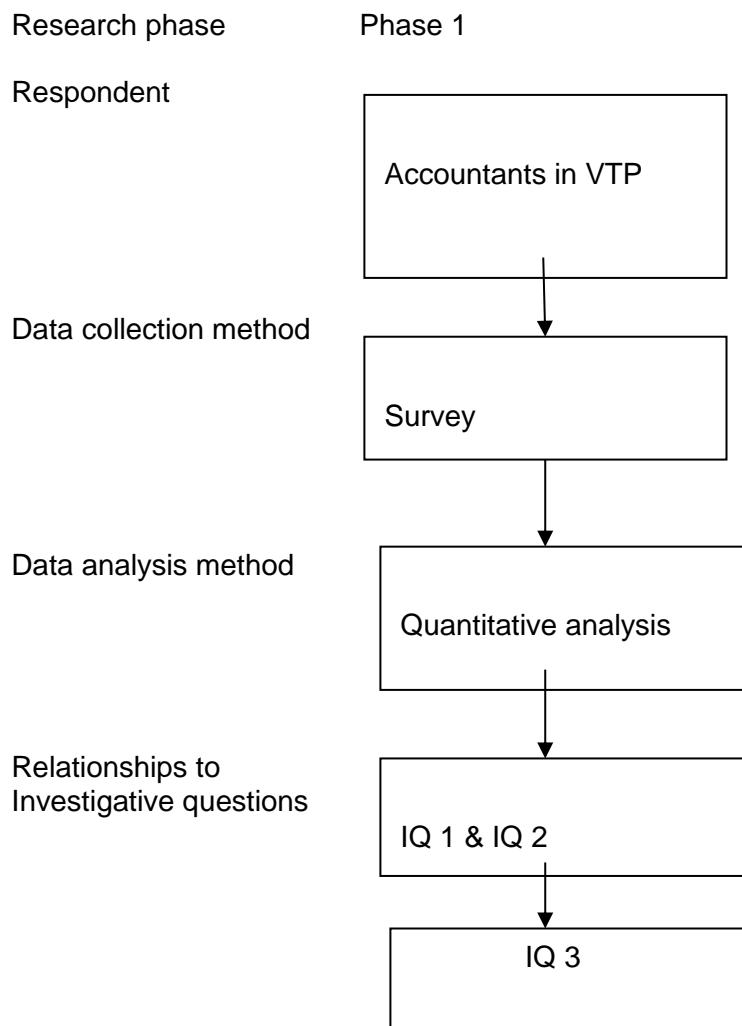 Research phase Phase 1
Respondent
Accountants in VTP
Data collection method
Survey
Data analysis method
Quantitative analysis
Relationships to
Investigative questions
IQ 1 & IQ 2
IQ 3